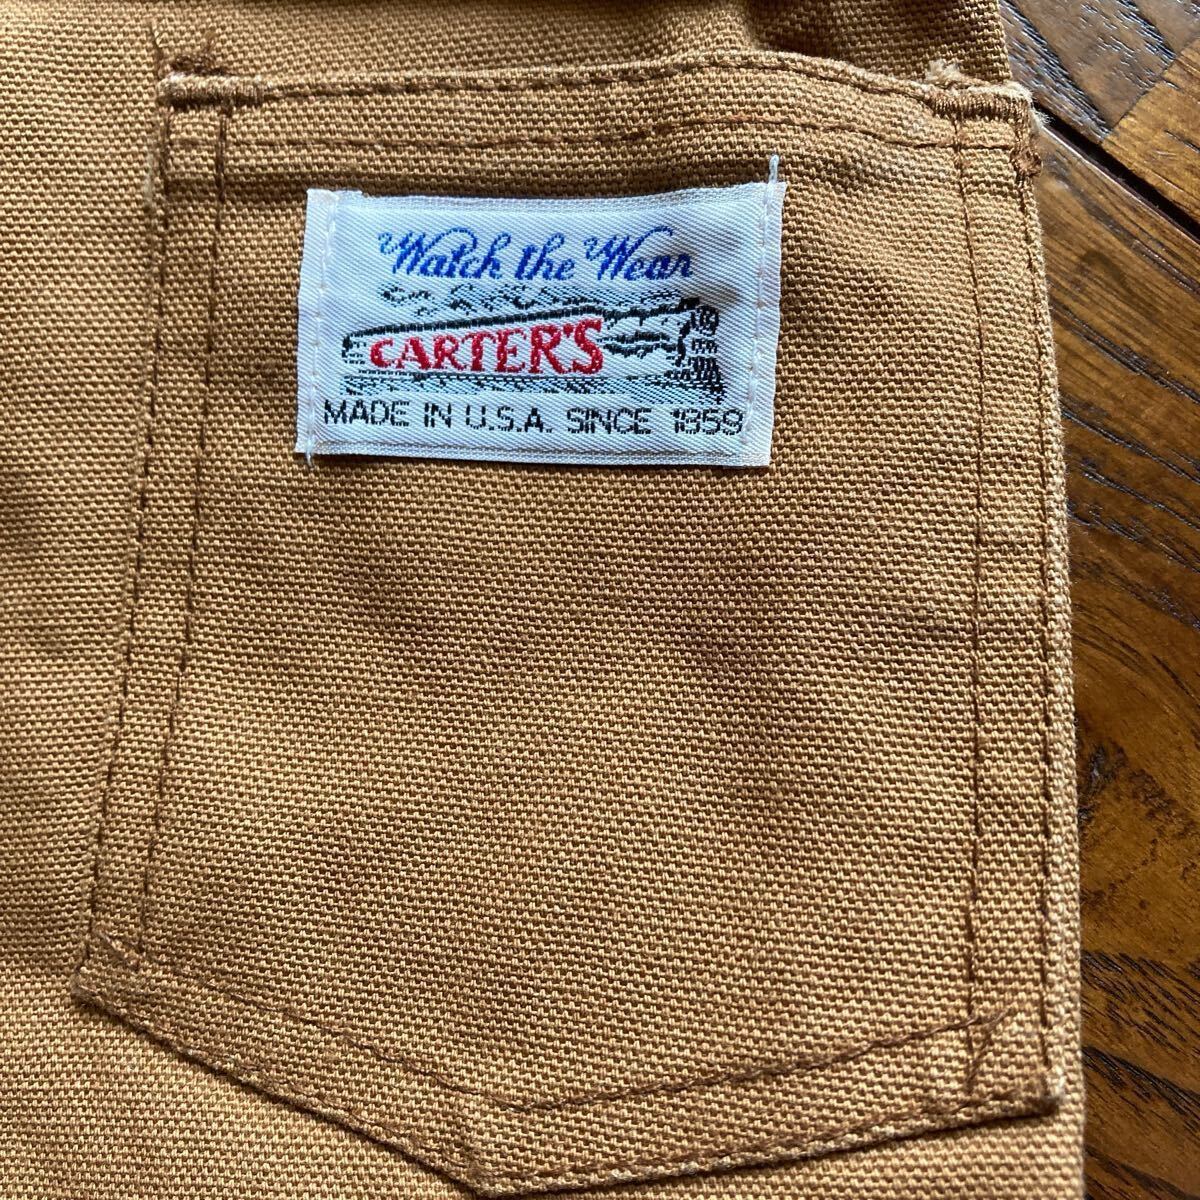 Watch the Wear
CARTER'S
MADE IN U.S.A. SINCE 1859